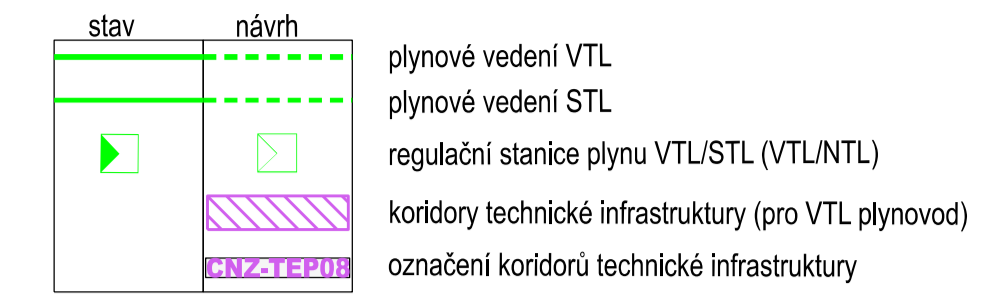 stav návrh
plynové vedení VTL
plynové vedení STL
regulační stanice plynu VTL/STL (VTL/NTL)
koridory technické infrastruktury (pro VTL plynovod)
CNZ-TEP08 označení koridorů technické infrastruktury